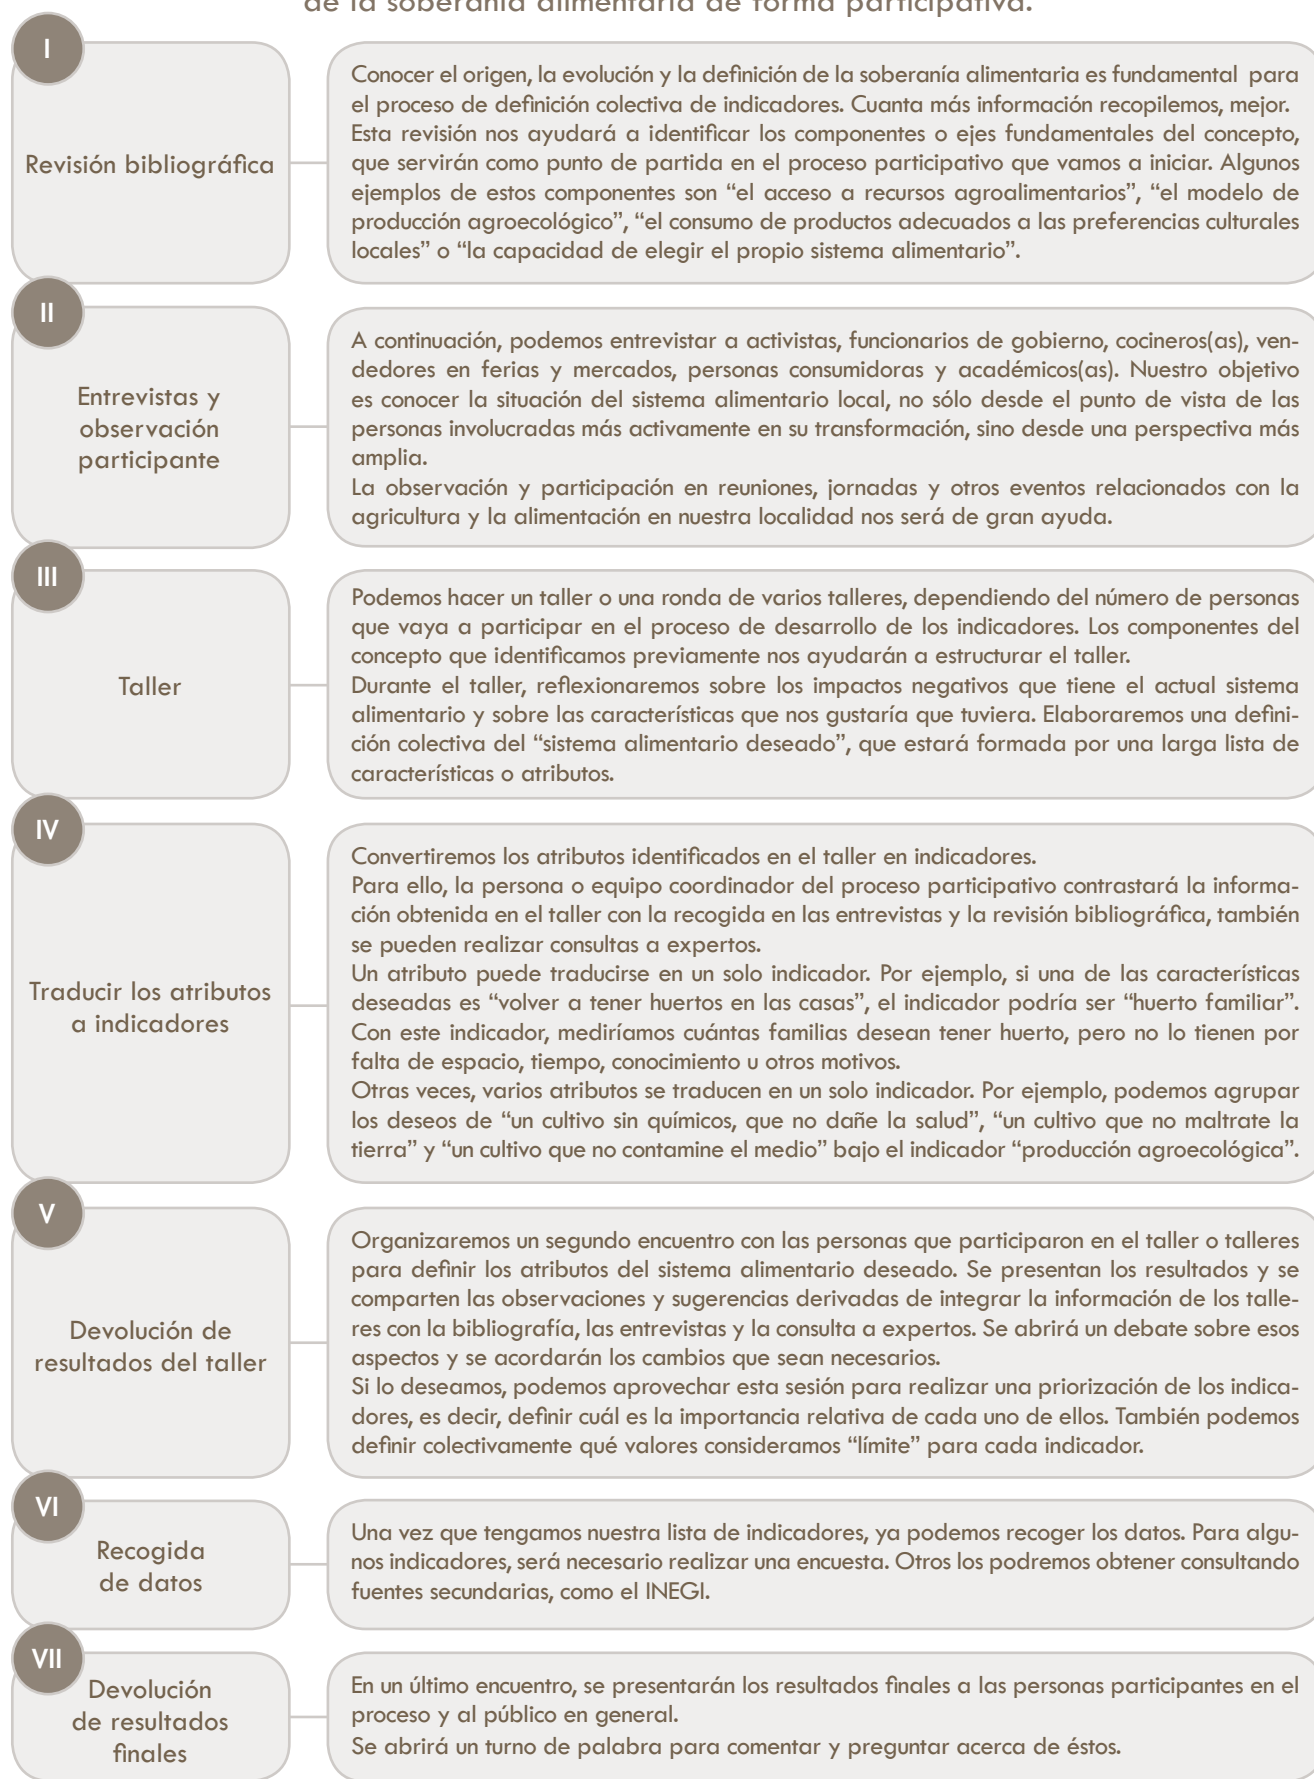 de la soberanía alimentaria de forma participativa.
I
Revisión bibliográfica
Conocer el origen, la evolución y la definición de la soberanía alimentaria es fundamental para
el proceso de definición colectiva de indicadores. Cuanta más información recopilemos, mejor.
Esta revisión nos ayudará a identificar los componentes o ejes fundamentales del concepto,
que servirán como punto de partida en el proceso participativo que vamos a iniciar. Algunos
ejemplos de estos componentes son “el acceso a recursos agroalimentarios”, “el modelo de
producción agroecológico”, “el consumo de productos adecuados a las preferencias culturales
locales” o “la capacidad de elegir el propio sistema alimentario”.
II
Entrevistas y
observación
participante
A continuación, podemos entrevistar a activistas, funcionarios de gobierno, cocineros(as), ven-
dedores en ferias y mercados, personas consumidoras y académicos(as). Nuestro objetivo
es conocer la situación del sistema alimentario local, no sólo desde el punto de vista de las
personas involucradas más activamente en su transformación, sino desde una perspectiva más
amplia.
La observación y participación en reuniones, jornadas y otros eventos relacionados con la
agricultura y la alimentación en nuestra localidad nos será de gran ayuda.
III
Taller
Podemos hacer un taller o una ronda de varios talleres, dependiendo del número de personas
que vaya a participar en el proceso de desarrollo de los indicadores. Los componentes del
concepto que identificamos previamente nos ayudarán a estructurar el taller.
Durante el taller, reflexionaremos sobre los impactos negativos que tiene el actual sistema
alimentario y sobre las características que nos gustaría que tuviera. Elaboraremos una defini-
ción colectiva del “sistema alimentario deseado”, que estará formada por una larga lista de
características o atributos.
IV
Traducir los atributos
a indicadores
Convertiremos los atributos identificados en el taller en indicadores.
Para ello, la persona o equipo coordinador del proceso participativo contrastará la informa-
ción obtenida en el taller con la recogida en las entrevistas y la revisión bibliográfica, también
se pueden realizar consultas a expertos.
Un atributo puede traducirse en un solo indicador. Por ejemplo, si una de las características
deseadas es “volver a tener huertos en las casas”, el indicador podría ser “huerto familiar”.
Con este indicador, mediríamos cuántas familias desean tener huerto, pero no lo tienen por
falta de espacio, tiempo, conocimiento u otros motivos.
Otras veces, varios atributos se traducen en un solo indicador. Por ejemplo, podemos agrupar
los deseos de “un cultivo sin químicos, que no dañe la salud”, “un cultivo que no maltrate la
tierra” y “un cultivo que no contamine el medio” bajo el indicador “producción agroecológica”.
V
Devolución de
resultados del taller
Organizaremos un segundo encuentro con las personas que participaron en el taller o talleres
para definir los atributos del sistema alimentario deseado. Se presentan los resultados y se
comparten las observaciones y sugerencias derivadas de integrar la información de los talle-
res con la bibliografía, las entrevistas y la consulta a expertos. Se abrirá un debate sobre esos
aspectos y se acordarán los cambios que sean necesarios.
Si lo deseamos, podemos aprovechar esta sesión para realizar una priorización de los indica-
dores, es decir, definir cuál es la importancia relativa de cada uno de ellos. También podemos
definir colectivamente qué valores consideramos “límite” para cada indicador.
VI
Recogida
de datos
Una vez que tengamos nuestra lista de indicadores, ya podemos recoger los datos. Para algu-
nos indicadores, será necesario realizar una encuesta. Otros los podremos obtener consultando
fuentes secundarias, como el INEGI.
VII
Devolución
de resultados
finales
En un último encuentro, se presentarán los resultados finales a las personas participantes en el
proceso y al público en general.
Se abrirá un turno de palabra para comentar y preguntar acerca de éstos.